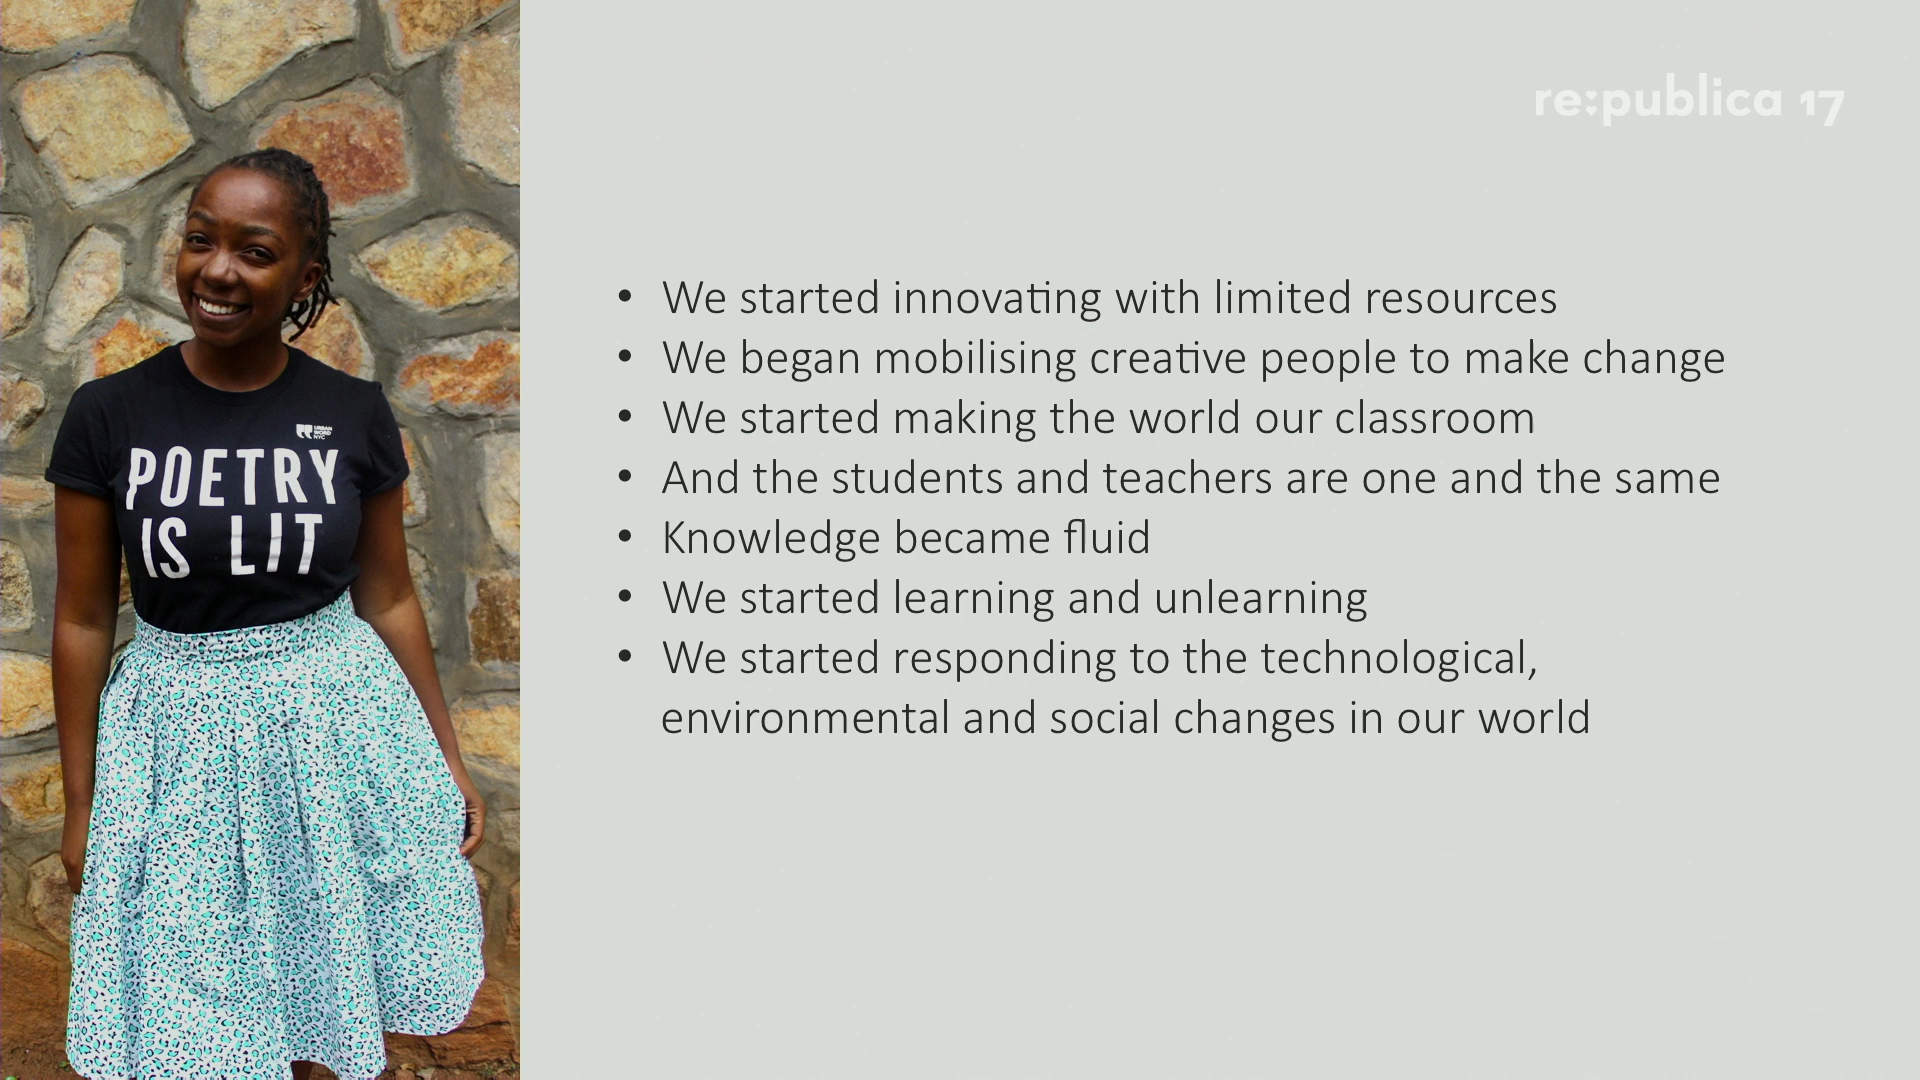 re:publica 17
URBAN
WORD
NYC
POETRY
IS LIT
• We started innovating with limited resources
• We began mobilising creative people to make change
• We started making the world our classroom
• And the students and teachers are one and the same
• Knowledge became fluid
• We started learning and unlearning
• We started responding to the technological,
environmental and social changes in our world